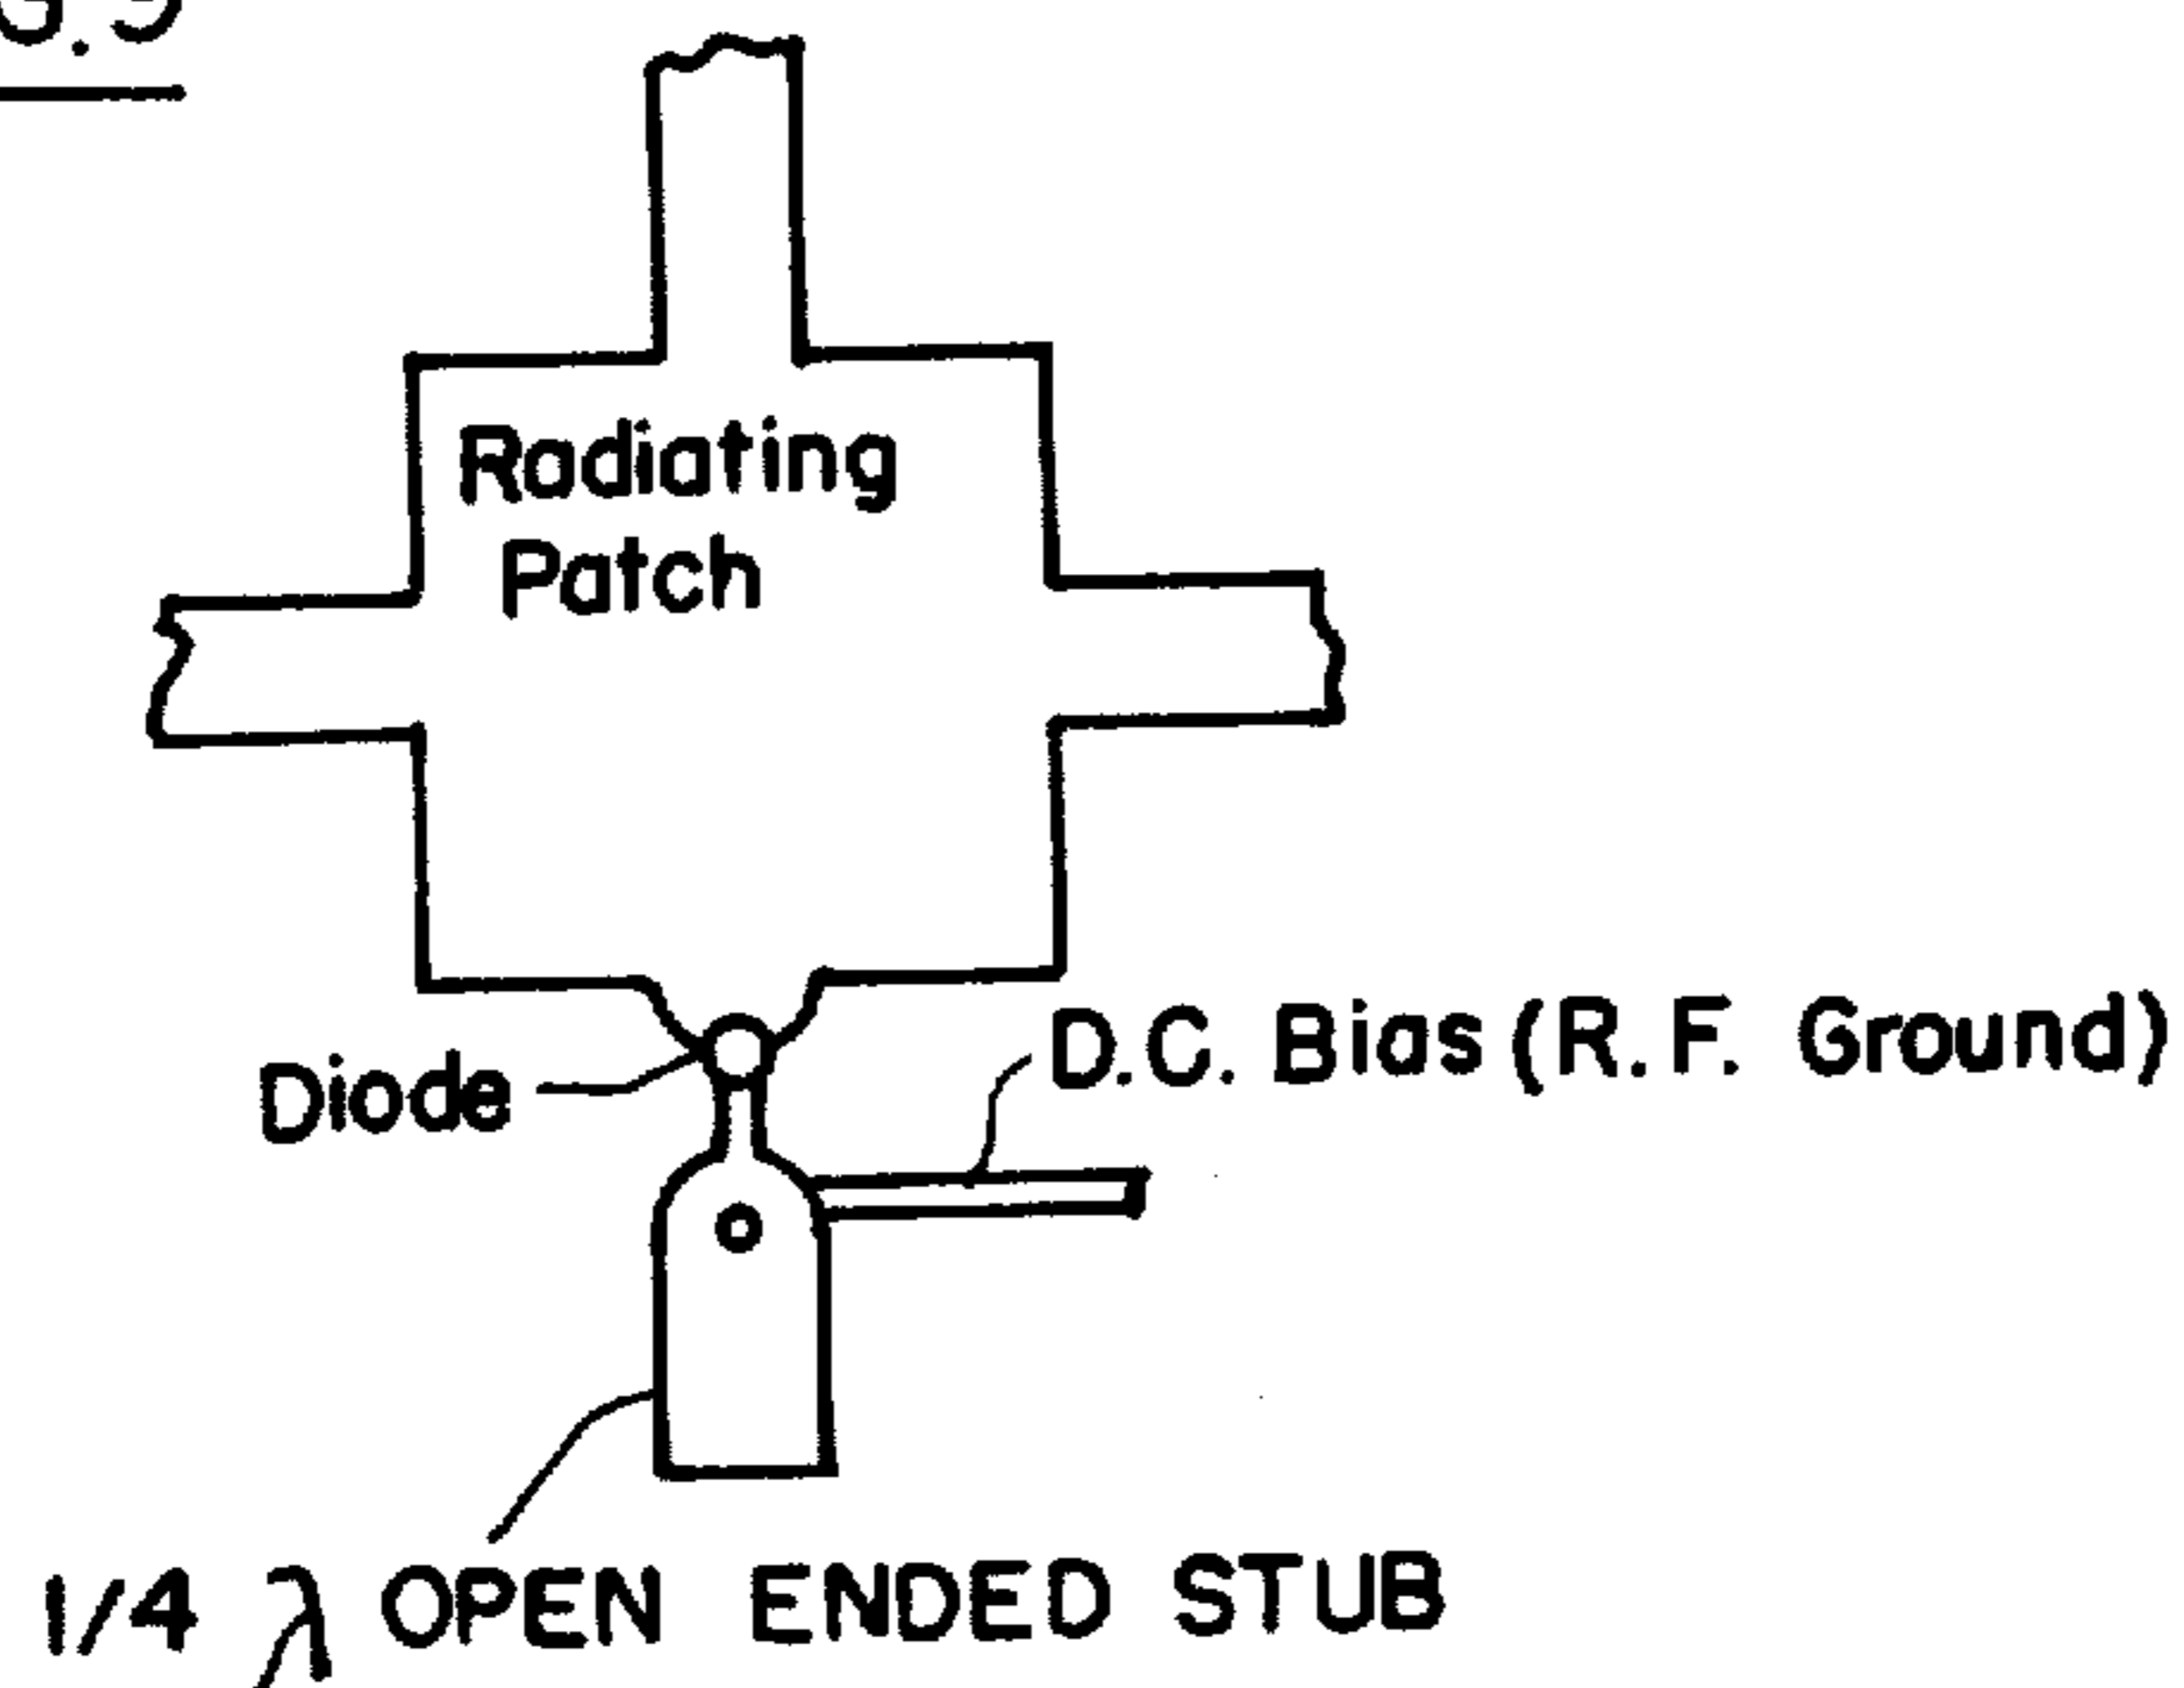 Radiating
Patch
D.C. Bias (R.F. Ground)
Diode
1/4 λ OPEN ENDED STUB